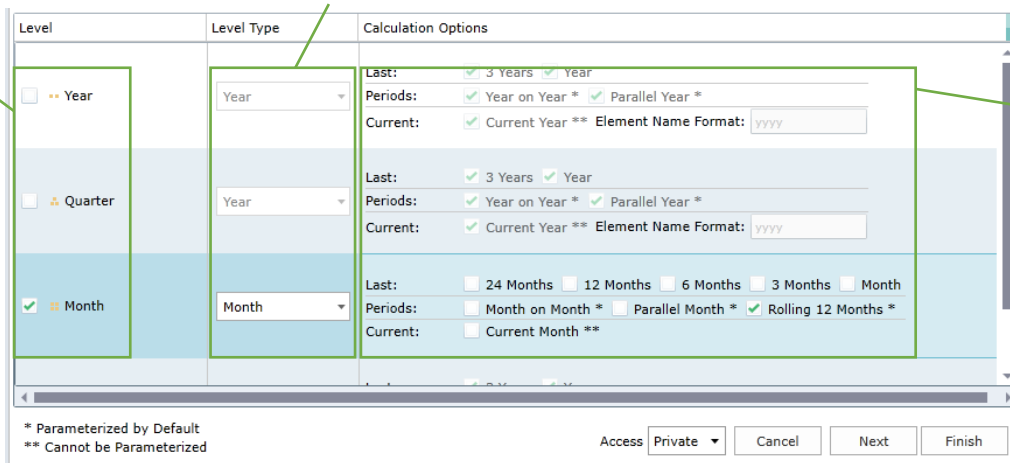 Level Level Type Calculation Options
Last: 3 Years Year
Year Year Periods: Year on Year * Parallel Year *
Current: Current Year ** Element Name Format: yyyy
Last: 3 Years Year
Quarter Year Periods: Year on Year * Parallel Year *
Current: Current Year ** Element Name Format: yyyy
Last: 24 Months 12 Months 6 Months 3 Months Month
Month Month Periods: Month on Month * Parallel Month * Rolling 12 Months *
Current: Current Month **
* Parameterized by Default
** Cannot be Parameterized
Access Private Cancel Next Finish